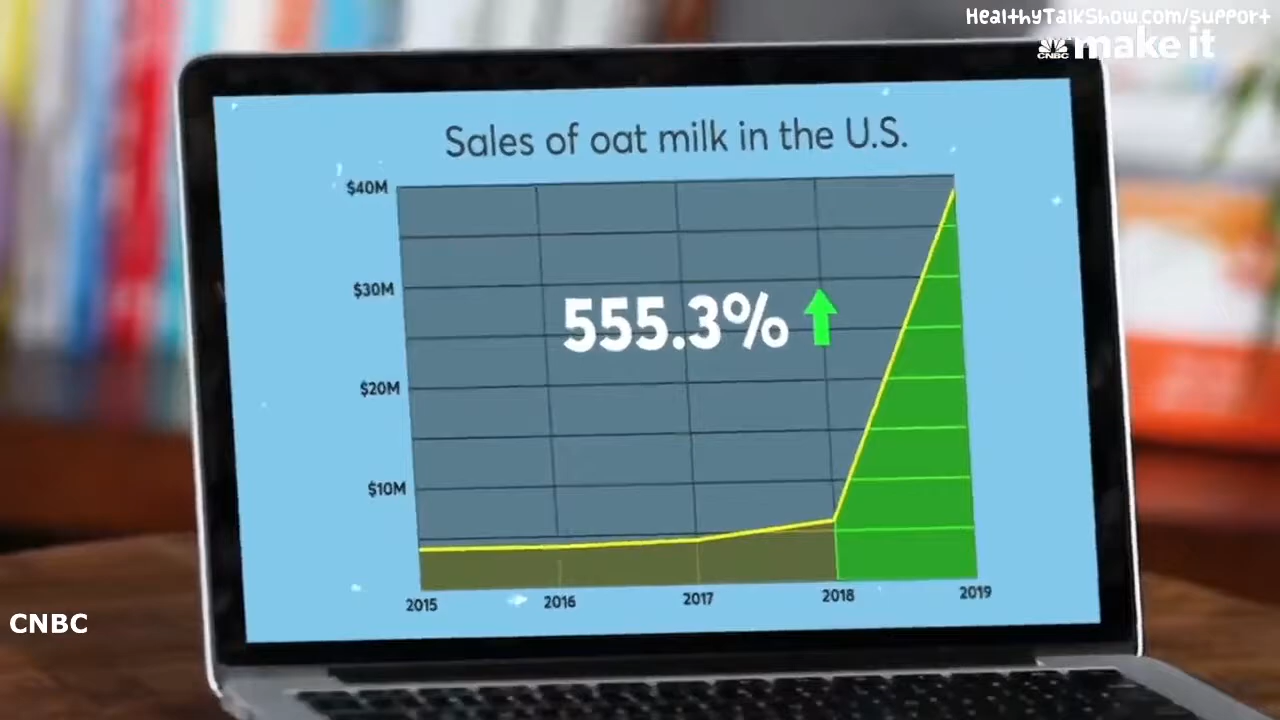 HealthyTalkShow.com/support
CNBC make it
Sales of oat milk in the U.S.
$40M
$30M
555.3%
$20M
$10M
2015 2016 2017 2018 2019
CNBC